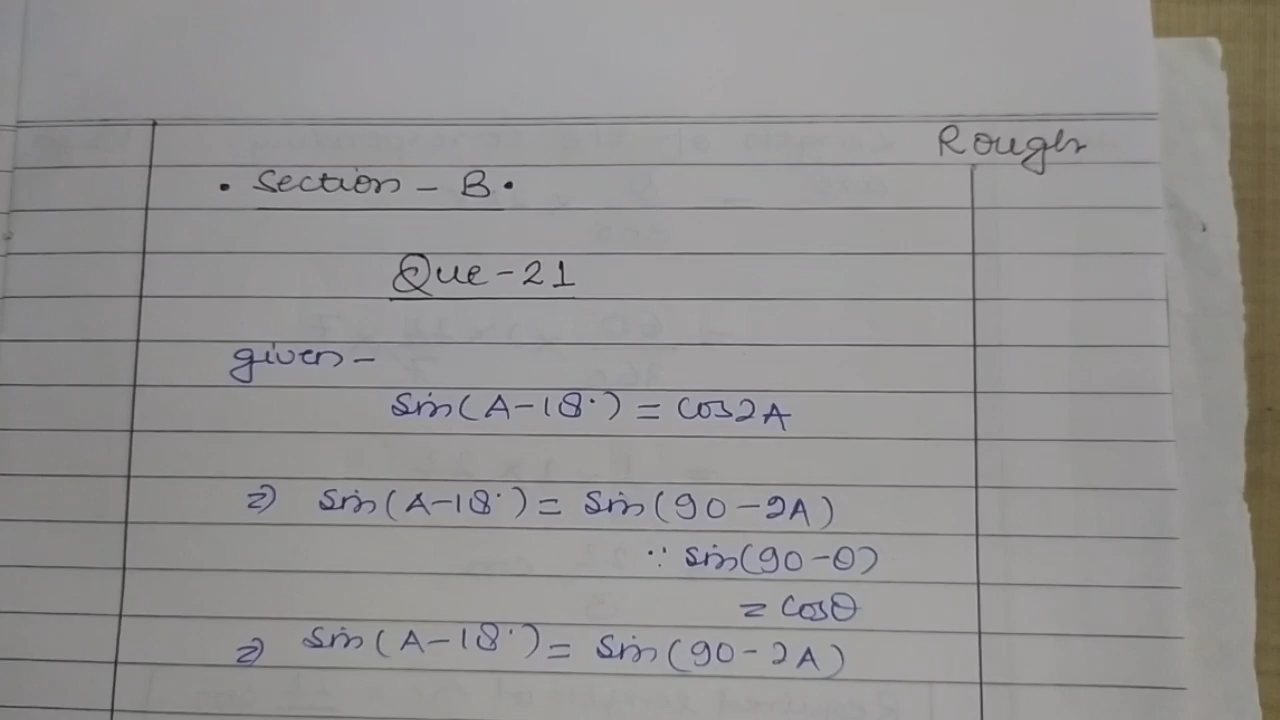 Rough
• Section - B •
Que - 21
given -
Sin(A-18°) = cos2A
⇒ Sin(A-18°) = Sin(90-2A)
∵ Sin(90-θ)
= cosθ
⇒ Sin(A-18°) = Sin(90-2A)